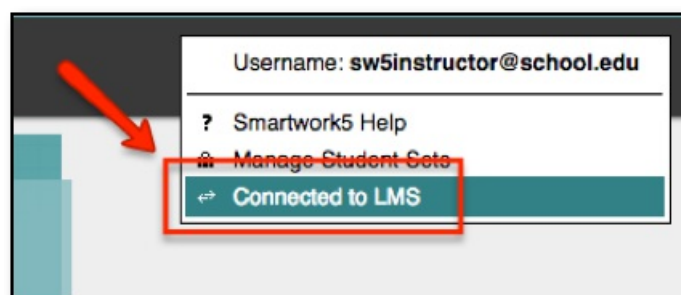 Username: sw5instructor@school.edu
? Smartwork5 Help
Manage Student Sets
Connected to LMS